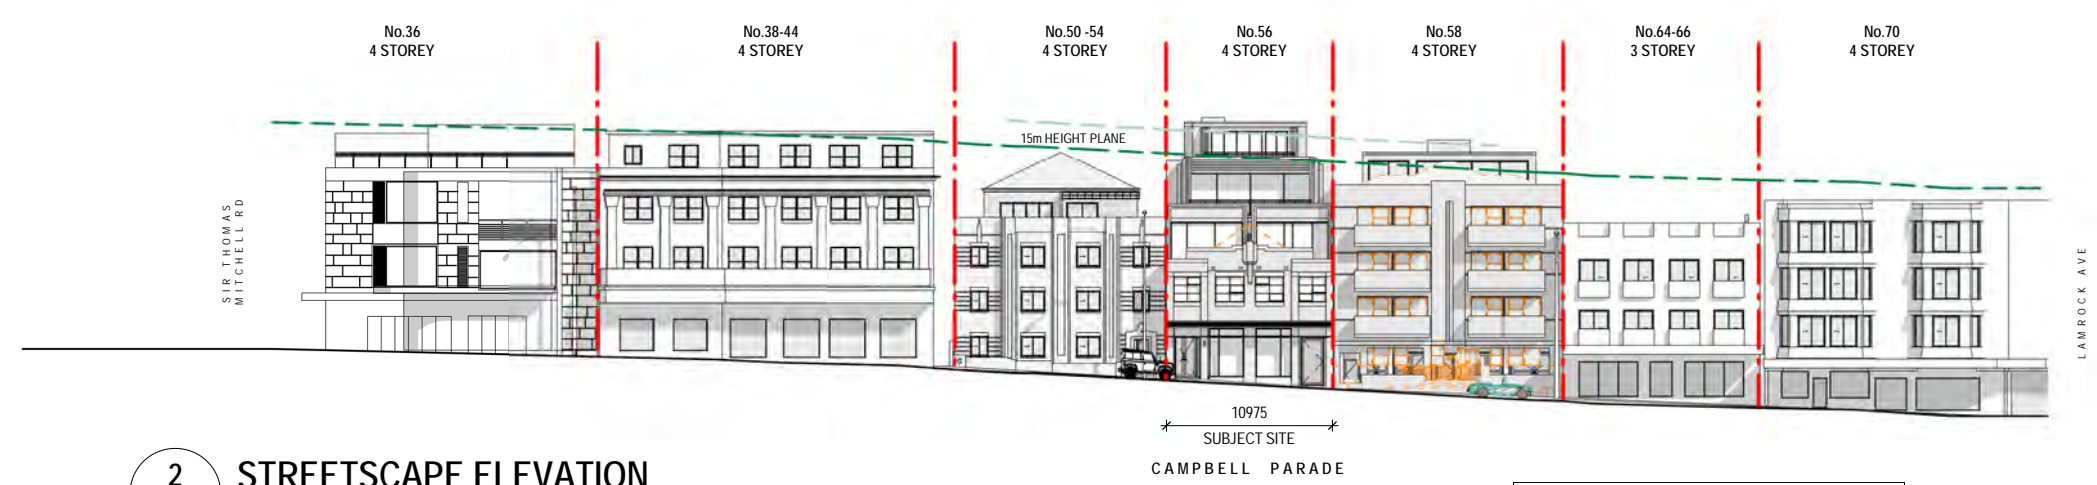 No.36
4 STOREY
No.38-44
4 STOREY
No.50 -54
4 STOREY
No.56
4 STOREY
No.58
4 STOREY
No.64-66
3 STOREY
No.70
4 STOREY
15m HEIGHT PLANE
SIR THOMAS
MITCHELL RD
LAMROCK AVE
10975
SUBJECT SITE
CAMPBELL PARADE
2
STREETSCAPE ELEVATION